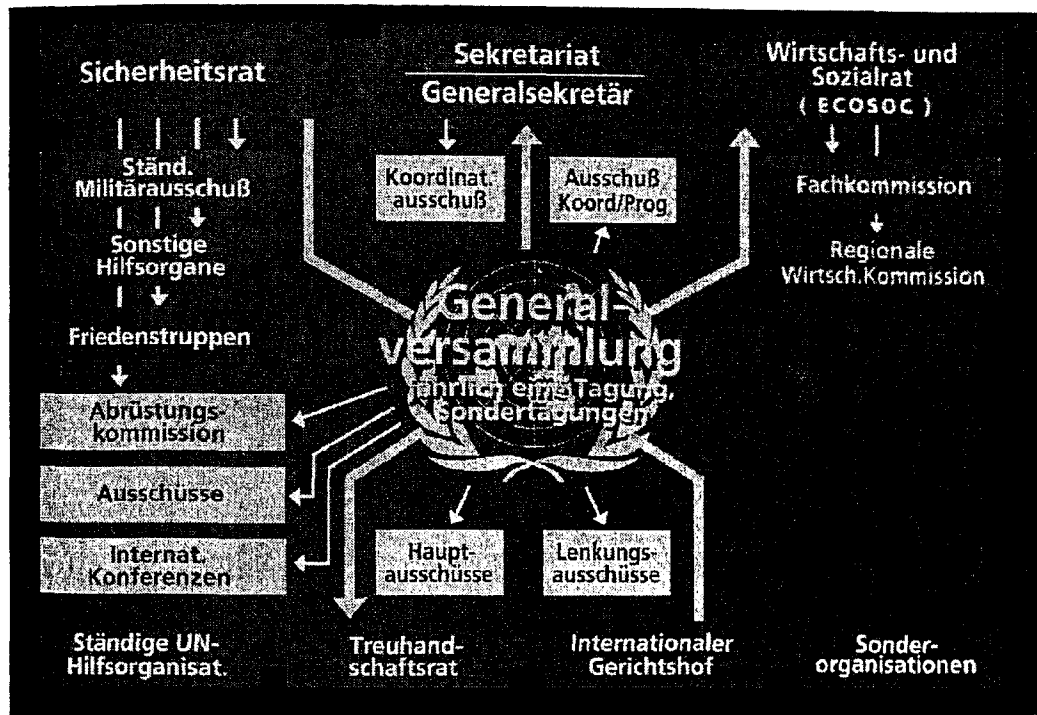 Sicherheitsrat
Ständ.
Militärausschuß
Sonstige
Hilfsorgane
Friedenstruppen
Abrüstungs-
kommission
Ausschüsse
Internat.
Konferenzen
Ständige UN-
Hilfsorganisat.
Sekretariat
Generalsekretär
Koordinat.
ausschuß
Ausschuß
Koord/Prog
General-
versammlung
jährlich eine Tagung,
Sondertagungen
Haupt-
ausschüsse
Lenkungs-
ausschüsse
Treuhand-
schaftsrat
Internationaler
Gerichtshof
Wirtschafts- und
Sozialrat
( ECOSOC )
Fachkommission
Regionale
Wirtsch.Kommission
Sonder-
organisationen